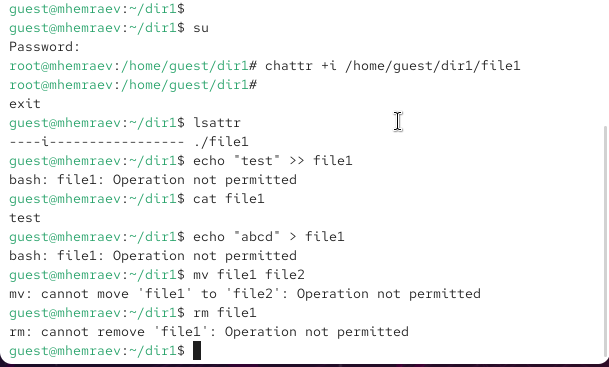 guest@mhemraev:~/dir1$
guest@mhemraev:~/dir1$ su
Password:
root@mhemraev:/home/guest/dir1# chattr +i /home/guest/dir1/file1
root@mhemraev:/home/guest/dir1#
exit
guest@mhemraev:~/dir1$ lsattr
----i----------------- ./file1
guest@mhemraev:~/dir1$ echo "test" >> file1
bash: file1: Operation not permitted
guest@mhemraev:~/dir1$ cat file1
test
guest@mhemraev:~/dir1$ echo "abcd" > file1
bash: file1: Operation not permitted
guest@mhemraev:~/dir1$ mv file1 file2
mv: cannot move 'file1' to 'file2': Operation not permitted
guest@mhemraev:~/dir1$ rm file1
rm: cannot remove 'file1': Operation not permitted
guest@mhemraev:~/dir1$